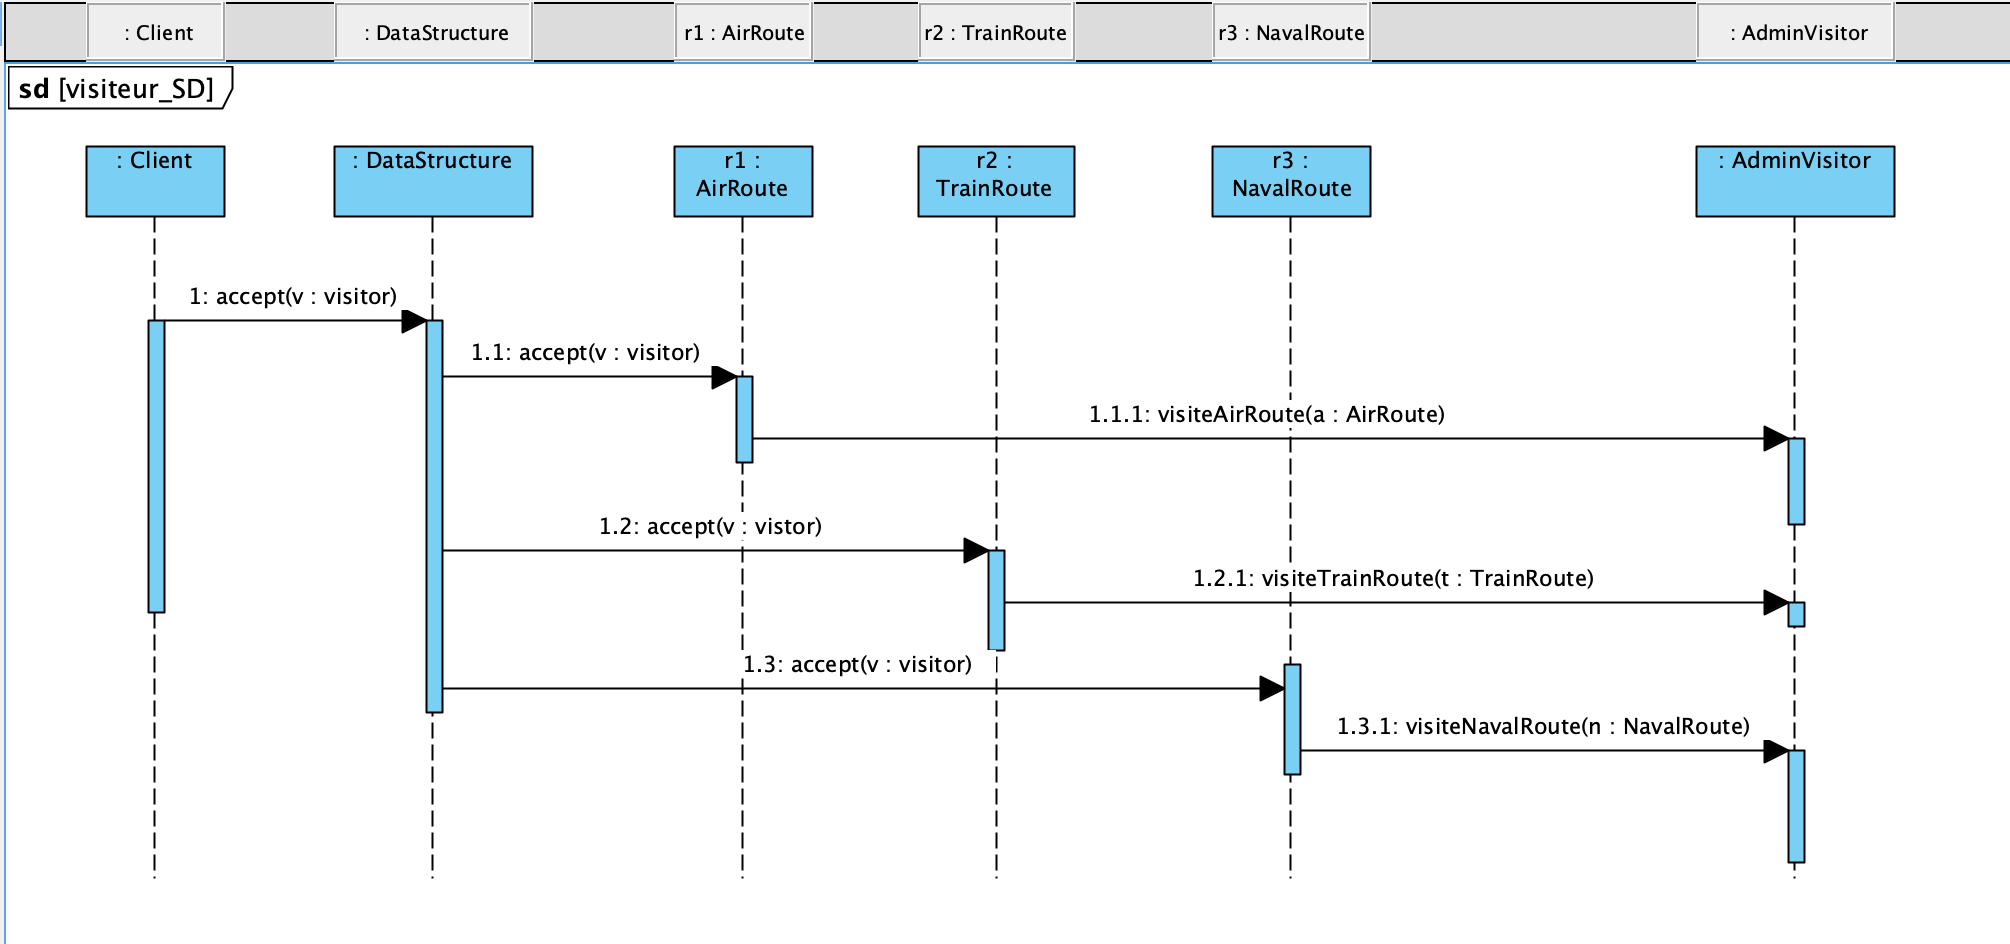 : Client
: DataStructure
r1 : AirRoute
r2 : TrainRoute
r3 : NavalRoute
: AdminVisitor
sd [visiteur_SD]
: Client
: DataStructure
r1 :
AirRoute
r2 :
TrainRoute
r3 :
NavalRoute
: AdminVisitor
1: accept(v : visitor)
1.1: accept(v : visitor)
1.1.1: visiteAirRoute(a : AirRoute)
1.2: accept(v : vistor)
1.2.1: visiteTrainRoute(t : TrainRoute)
1.3: accept(v : visitor)
1.3.1: visiteNavalRoute(n : NavalRoute)